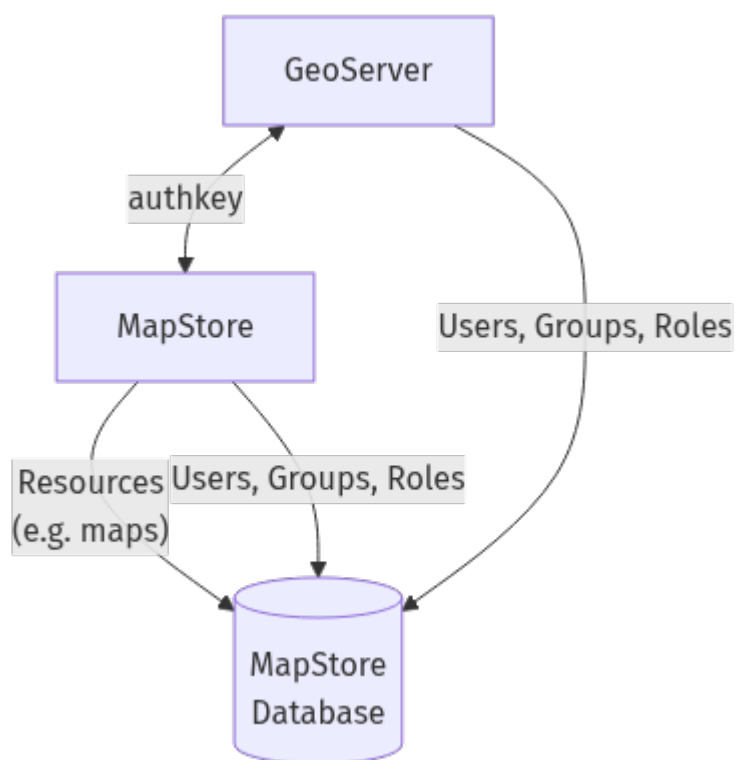 GeoServer
authkey
MapStore
Users, Groups, Roles
Resources
(e.g. maps)
Users, Groups, Roles
MapStore
Database